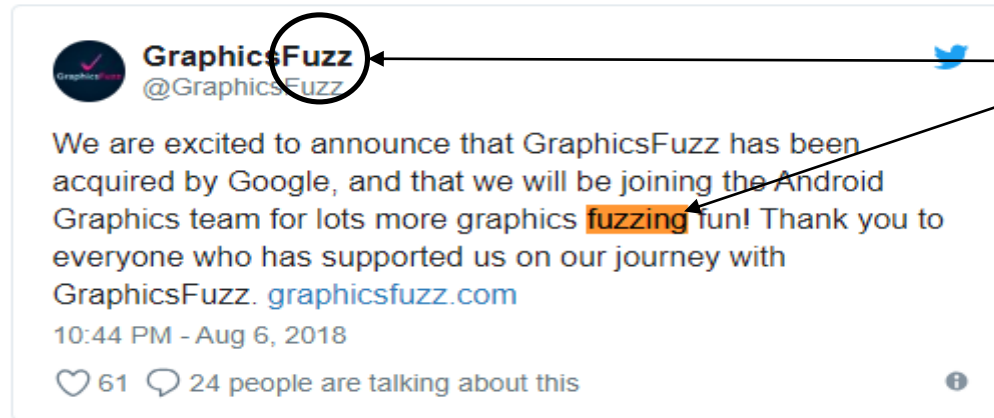 GraphicsFuzz
@GraphicsFuzz
GraphicsFuzz
We are excited to announce that GraphicsFuzz has been
acquired by Google, and that we will be joining the Android
Graphics team for lots more graphics fuzzing fun! Thank you to
everyone who has supported us on our journey with
GraphicsFuzz. graphicsfuzz.com
10:44 PM - Aug 6, 2018
61 24 people are talking about this